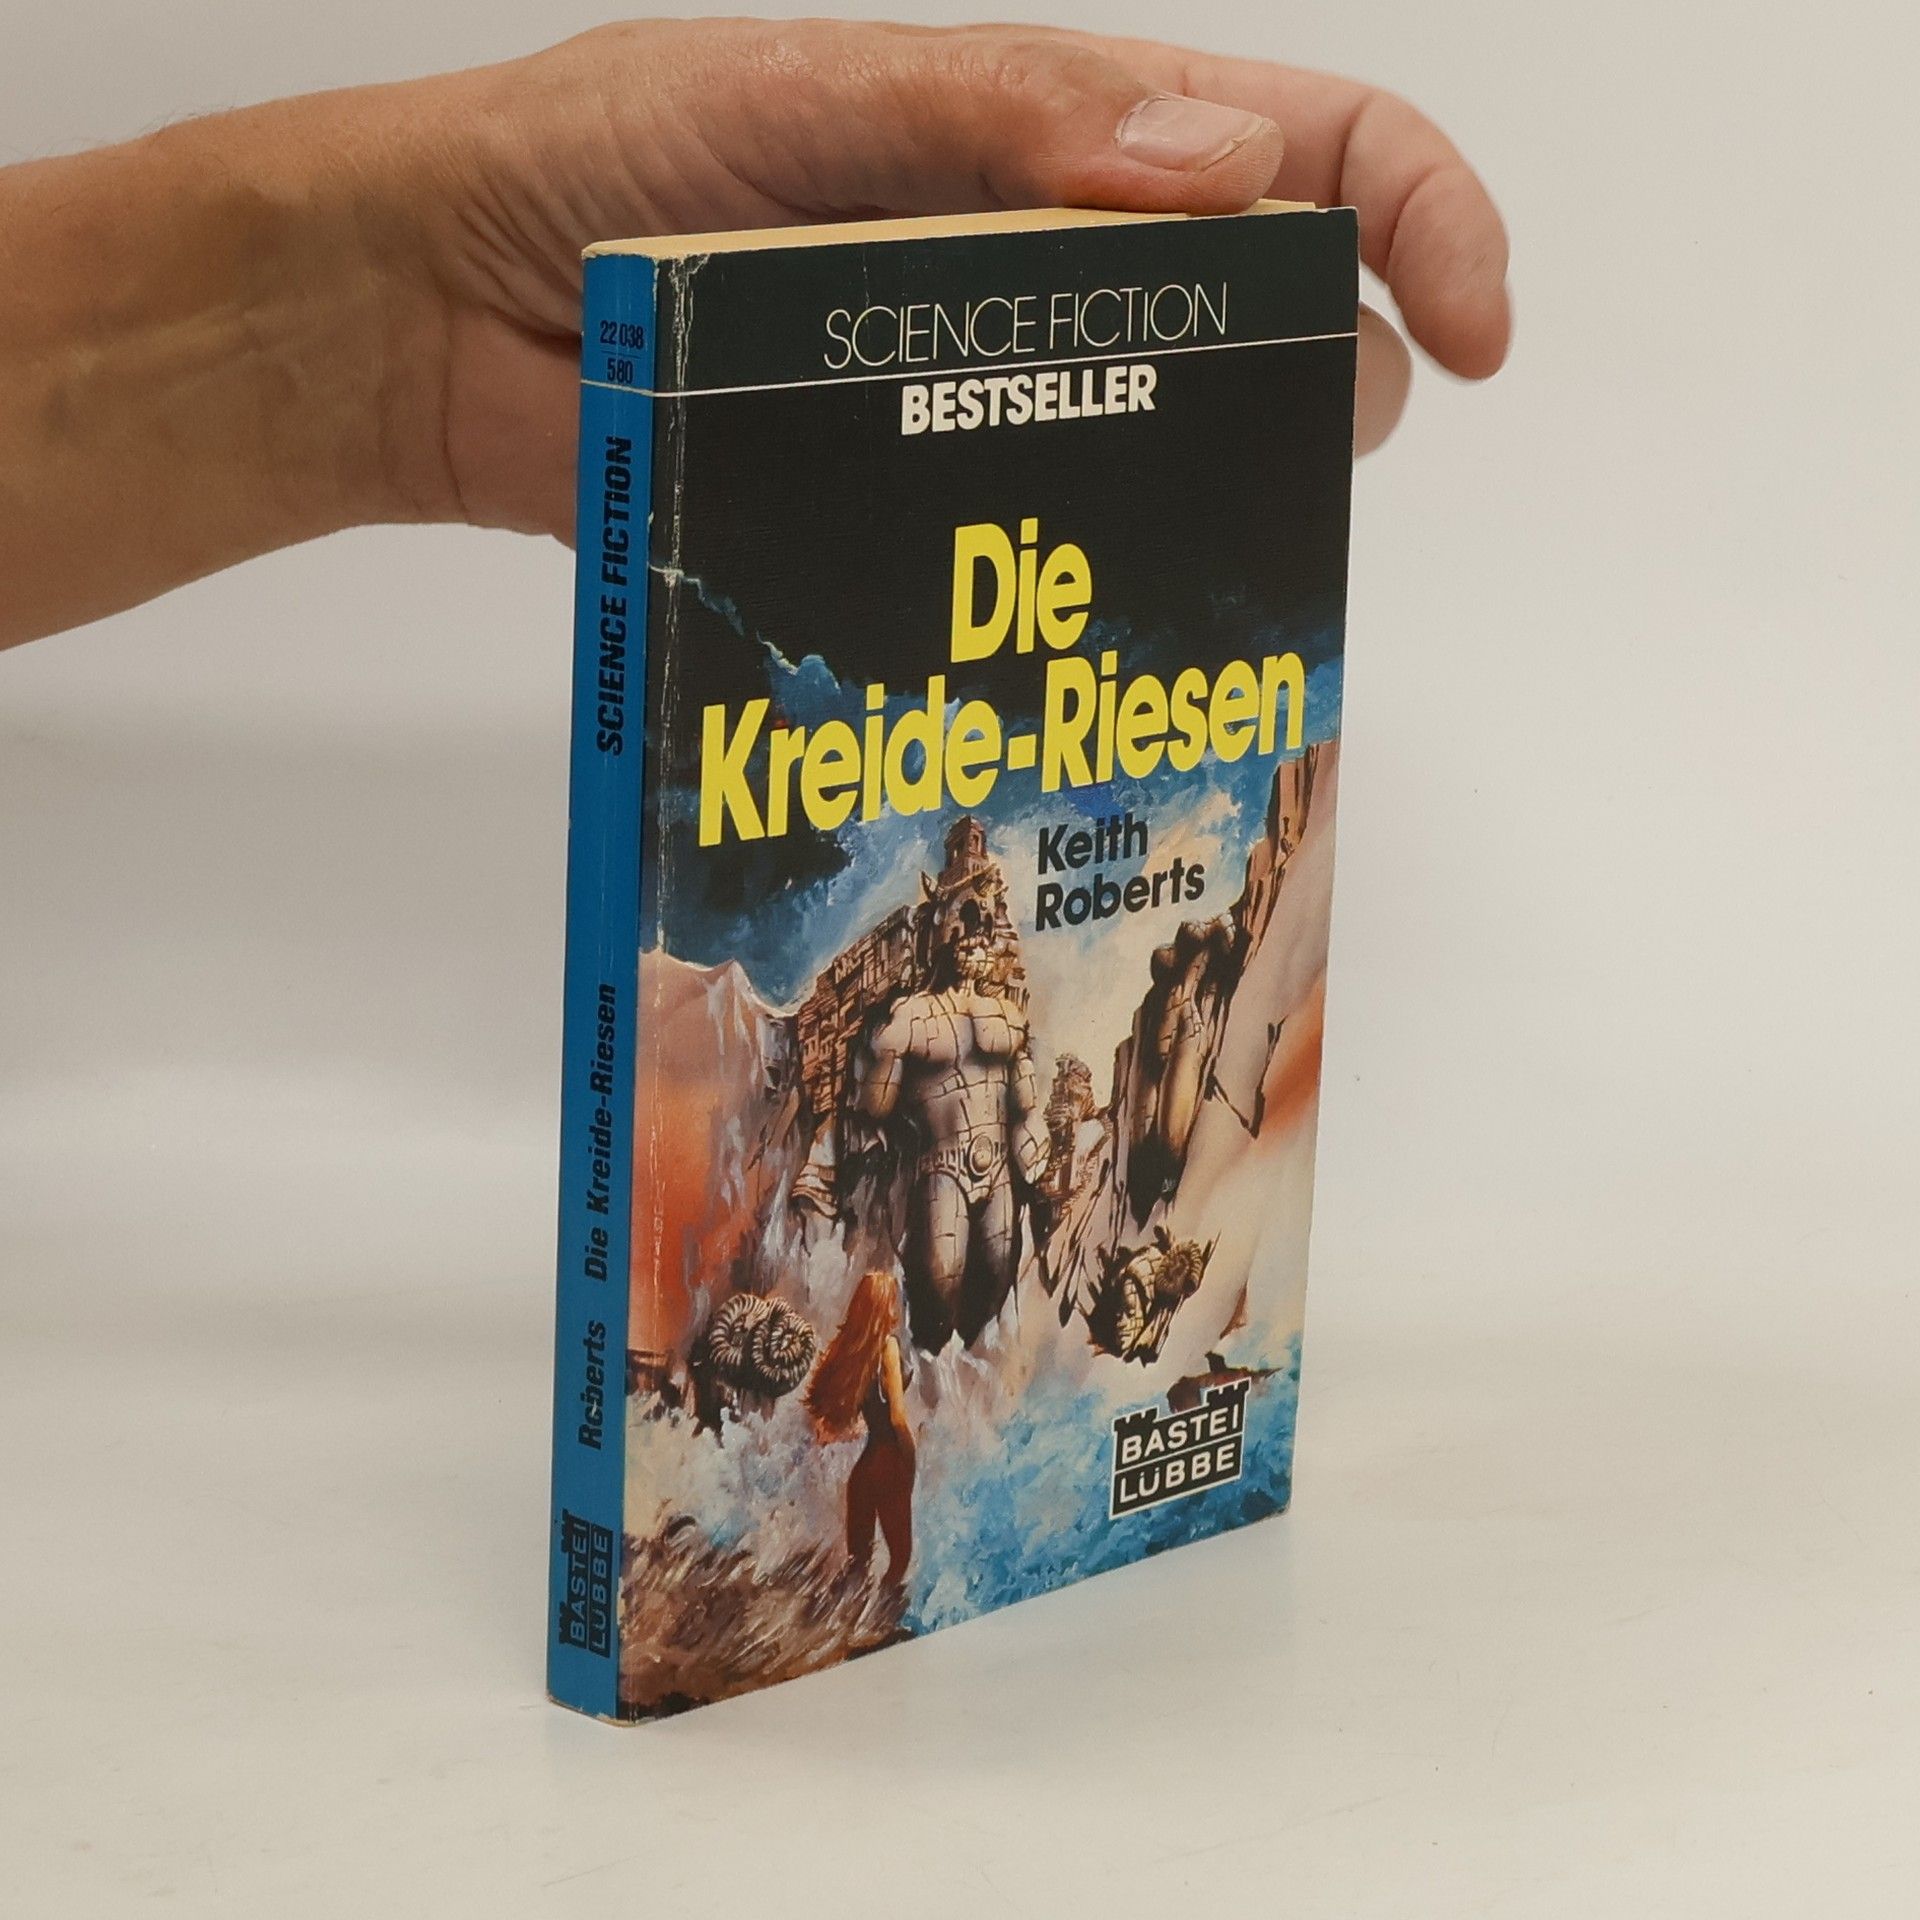 SCIENCE FICTION
BESTSELLER
Die
Kreide-Riesen
Keith
Roberts
BASTEI
LÜBBE
22 038
580
Roberts Die Kreide-Riesen SCIENCE FICTION
BASTEI
LÜBBE